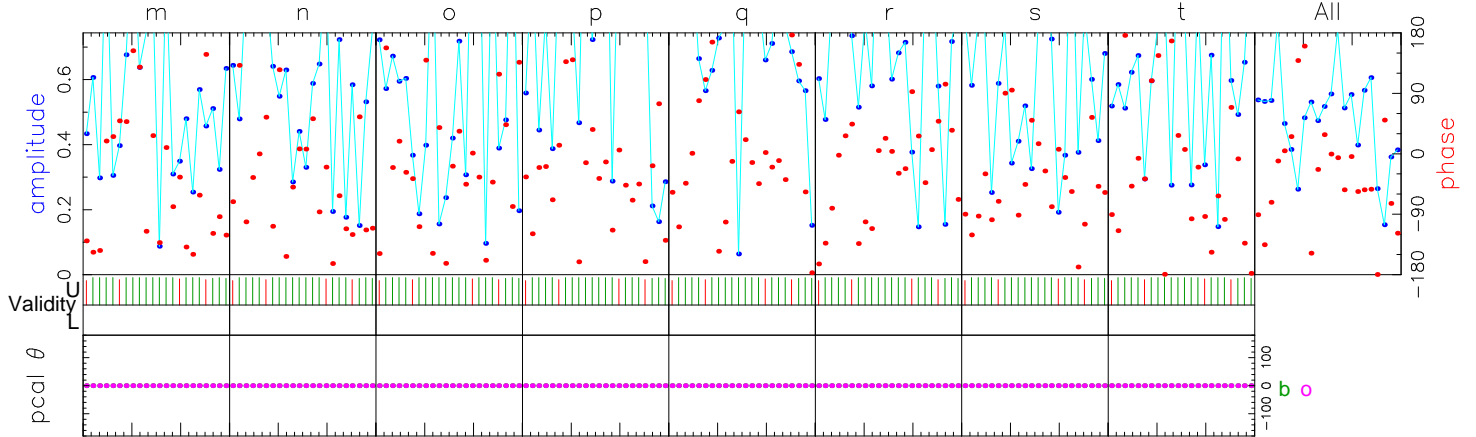 m n o p q r s t All
amplitude
0 0.2 0.4 0.6
phase
180 90 0 −90 −180
U
Validity
L
pcal θ
−100 0 100
b o